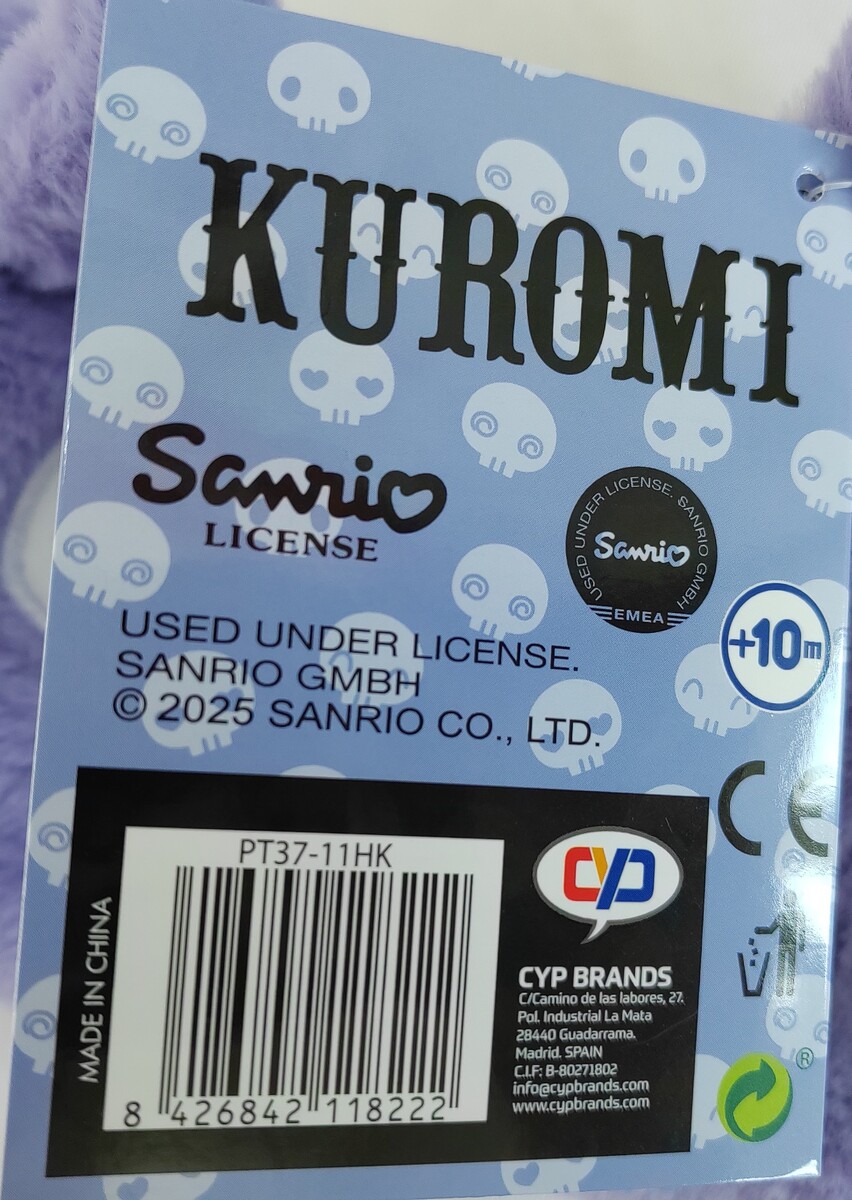 KUROMI
Sanrio
LICENSE
USED UNDER LICENSE. SANRIO GMBH
Sanrio
EMEA
+10m
USED UNDER LICENSE.
SANRIO GMBH
© 2025 SANRIO CO., LTD.
CE
MADE IN CHINA
PT37-11HK
8 426842 118222
CYP
CYP BRANDS
C/Camino de las labores, 27.
Pol. Industrial La Mata
28440 Guadarrama.
Madrid. SPAIN
C.I.F: B-80271802
info@cypbrands.com
www.cypbrands.com
®